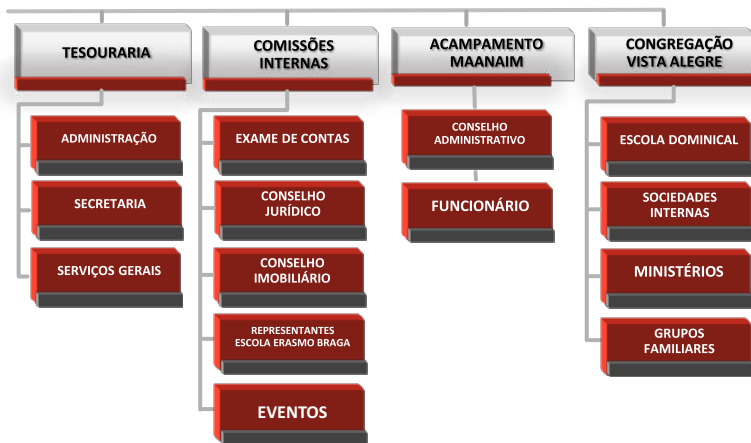 TESOURARIA
ADMINISTRAÇÃO
SECRETARIA
SERVIÇOS GERAIS
COMISSÕES
INTERNAS
EXAME DE CONTAS
CONSELHO
JURÍDICO
CONSELHO
IMOBILIÁRIO
REPRESENTANTES
ESCOLA ERASMO BRAGA
EVENTOS
ACAMPAMENTO
MAANAIM
CONSELHO
ADMINISTRATIVO
FUNCIONÁRIO
CONGREGAÇÃO
VISTA ALEGRE
ESCOLA DOMINICAL
SOCIEDADES
INTERNAS
MINISTÉRIOS
GRUPOS
FAMILIARES